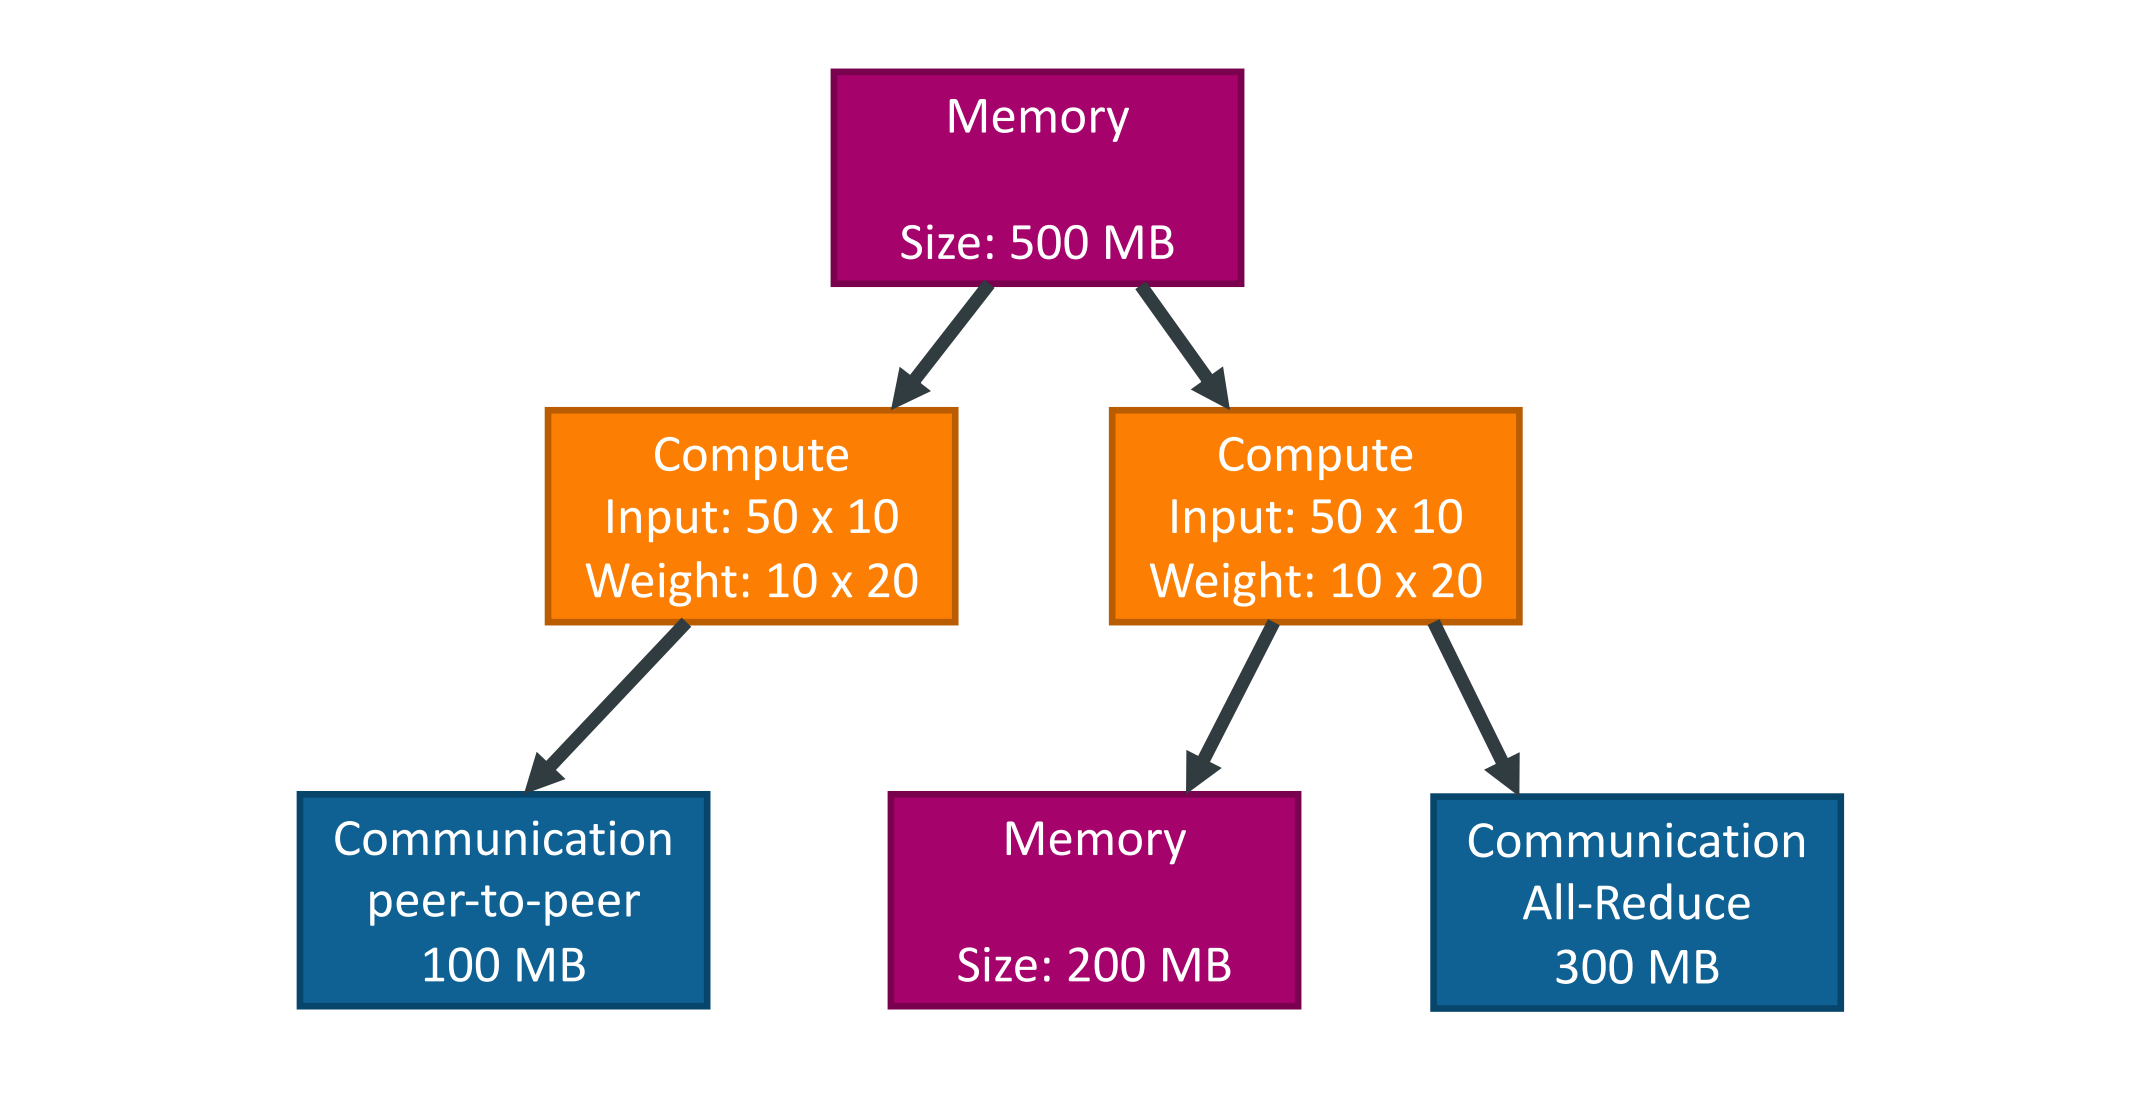 Memory
Size: 500 MB
Compute
Input: 50 x 10
Weight: 10 x 20
Compute
Input: 50 x 10
Weight: 10 x 20
Communication
peer-to-peer
100 MB
Memory
Size: 200 MB
Communication
All-Reduce
300 MB